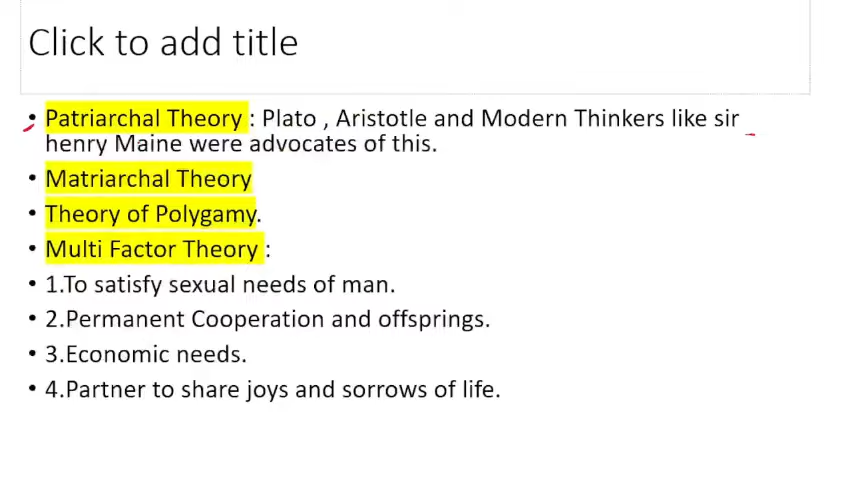 Click to add title
• Patriarchal Theory : Plato , Aristotle and Modern Thinkers like sir
henry Maine were advocates of this.
• Matriarchal Theory
• Theory of Polygamy.
• Multi Factor Theory :
• 1.To satisfy sexual needs of man.
• 2.Permanent Cooperation and offsprings.
• 3.Economic needs.
• 4.Partner to share joys and sorrows of life.